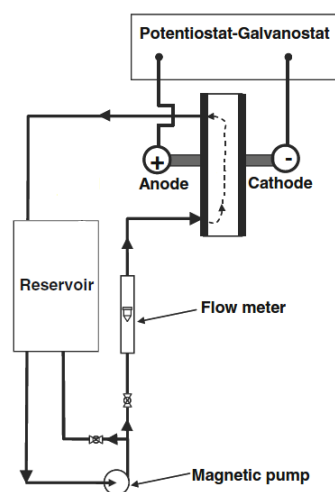 Potentiostat-Galvanostat
+
-
Anode
Cathode
Reservoir
Flow meter
Magnetic pump